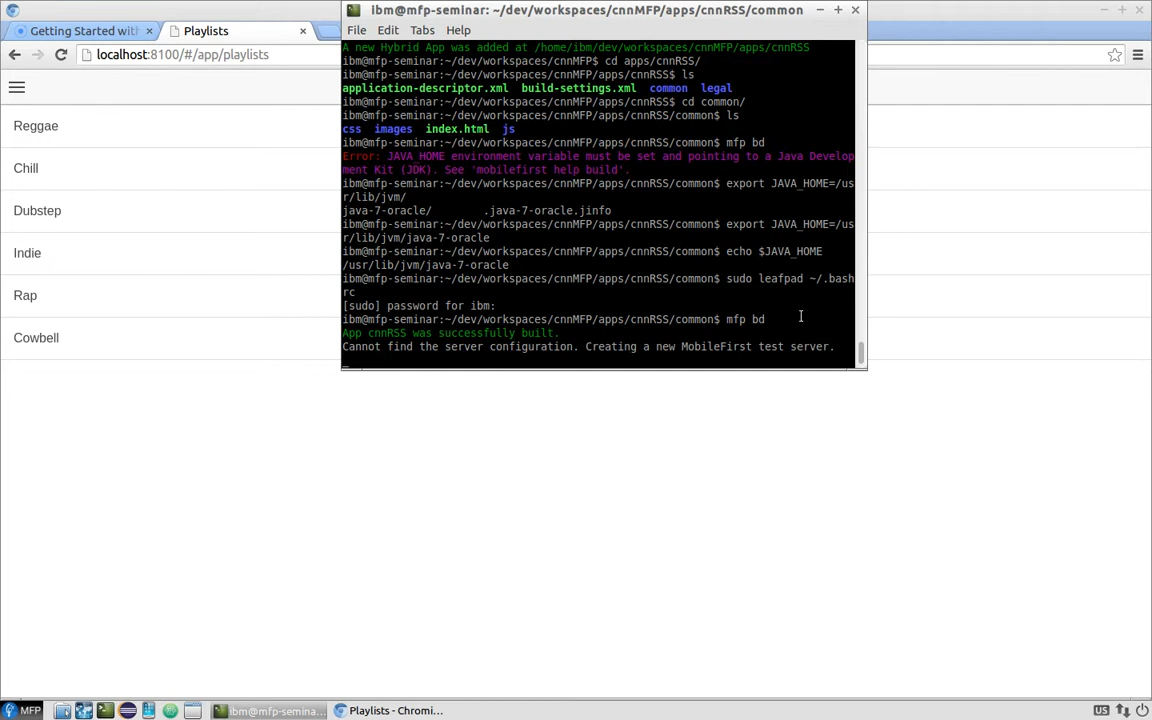 ibm@mfp-seminar: ~/dev/workspaces/cnnMFP/apps/cnnRSS/common
File Edit Tabs Help
Getting Started with
Playlists
localhost:8100/#/app/playlists
Reggae
Chill
Dubstep
Indie
Rap
Cowbell
A new Hybrid App was added at /home/ibm/dev/workspaces/cnnMFP/apps/cnnRSS
ibm@mfp-seminar:~/dev/workspaces/cnnMFP$ cd apps/cnnRSS/
ibm@mfp-seminar:~/dev/workspaces/cnnMFP/apps/cnnRSS$ ls
application-descriptor.xml build-settings.xml common legal
ibm@mfp-seminar:~/dev/workspaces/cnnMFP/apps/cnnRSS$ cd common/
ibm@mfp-seminar:~/dev/workspaces/cnnMFP/apps/cnnRSS/common$ ls
css images index.html js
ibm@mfp-seminar:~/dev/workspaces/cnnMFP/apps/cnnRSS/common$ mfp bd
Error: JAVA_HOME environment variable must be set and pointing to a Java Develop
ment Kit (JDK). See 'mobilefirst help build'.
ibm@mfp-seminar:~/dev/workspaces/cnnMFP/apps/cnnRSS/common$ export JAVA_HOME=/us
r/lib/jvm/
java-7-oracle/ .java-7-oracle.jinfo
ibm@mfp-seminar:~/dev/workspaces/cnnMFP/apps/cnnRSS/common$ export JAVA_HOME=/us
r/lib/jvm/java-7-oracle
ibm@mfp-seminar:~/dev/workspaces/cnnMFP/apps/cnnRSS/common$ echo $JAVA_HOME
/usr/lib/jvm/java-7-oracle
ibm@mfp-seminar:~/dev/workspaces/cnnMFP/apps/cnnRSS/common$ sudo leafpad ~/.bash
rc
[sudo] password for ibm:
ibm@mfp-seminar:~/dev/workspaces/cnnMFP/apps/cnnRSS/common$ mfp bd
App cnnRSS was successfully built.
Cannot find the server configuration. Creating a new MobileFirst test server.
MFP
ibm@mfp-semina...
Playlists - Chromi...
US